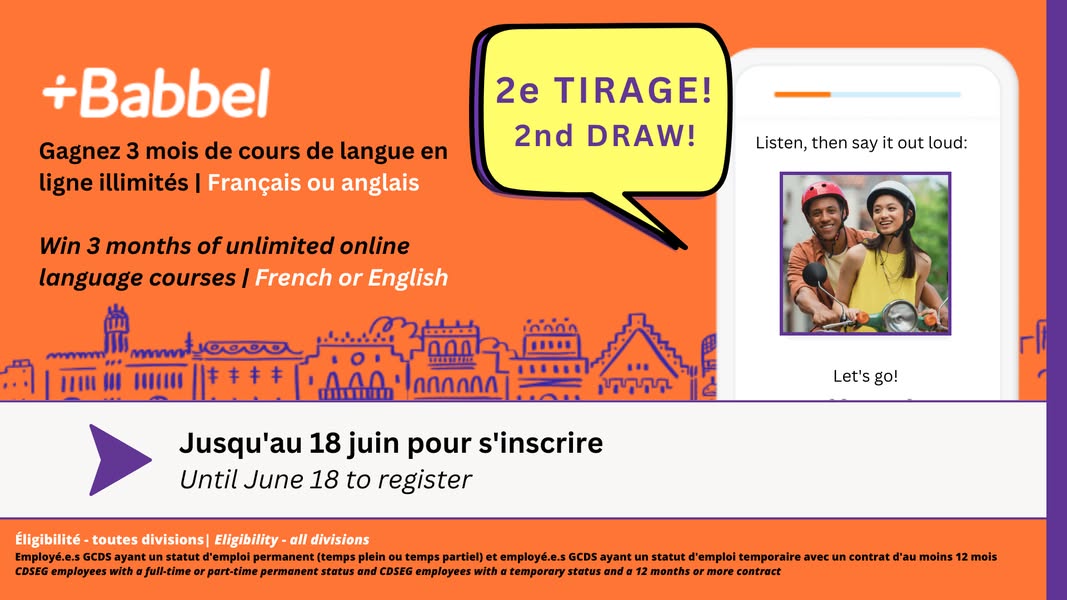 +Babbel
Gagnez 3 mois de cours de langue en
ligne illimités | Français ou anglais
Win 3 months of unlimited online
language courses | French or English
2e TIRAGE!
2nd DRAW!
Listen, then say it out loud:
Let's go!
Jusqu'au 18 juin pour s'inscrire
Until June 18 to register
Éligibilité - toutes divisions| Eligibility - all divisions
Employé.e.s GCDS ayant un statut d'emploi permanent (temps plein ou temps partiel) et employé.e.s GCDS ayant un statut d'emploi temporaire avec un contrat d'au moins 12 mois
CDSEG employees with a full-time or part-time permanent status and CDSEG employees with a temporary status and a 12 months or more contract